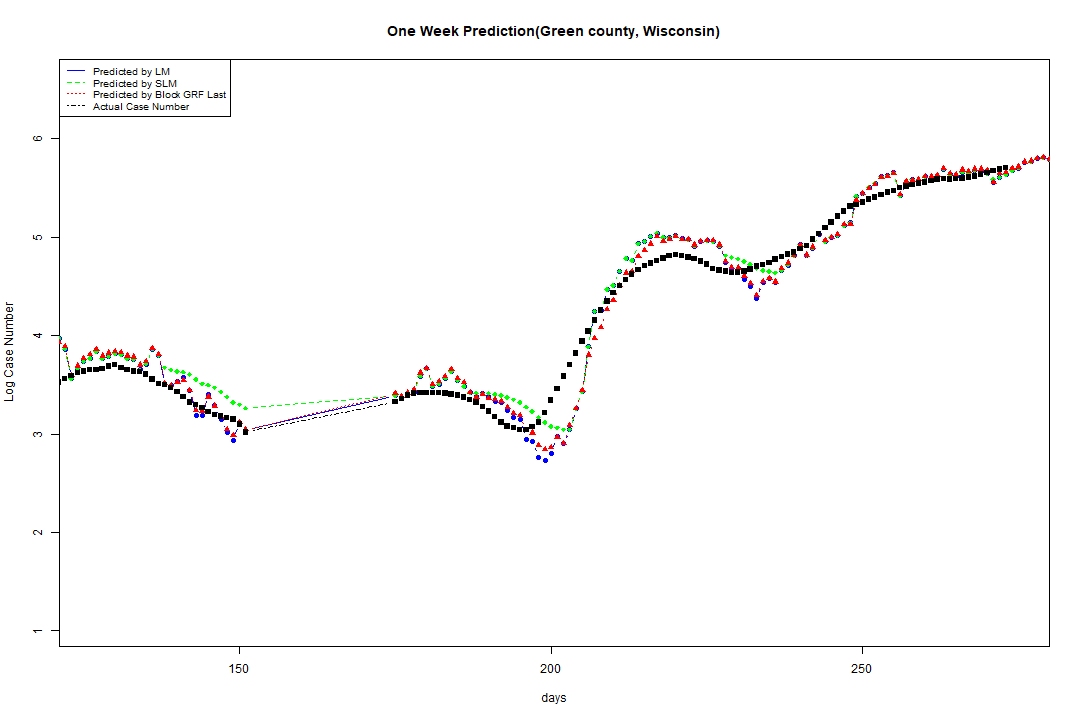 One Week Prediction(Green county, Wisconsin)
Predicted by LM
Predicted by SLM
Predicted by Block GRF Last
Actual Case Number
6
5
4
3
2
1
Log Case Number
150
200
250
days